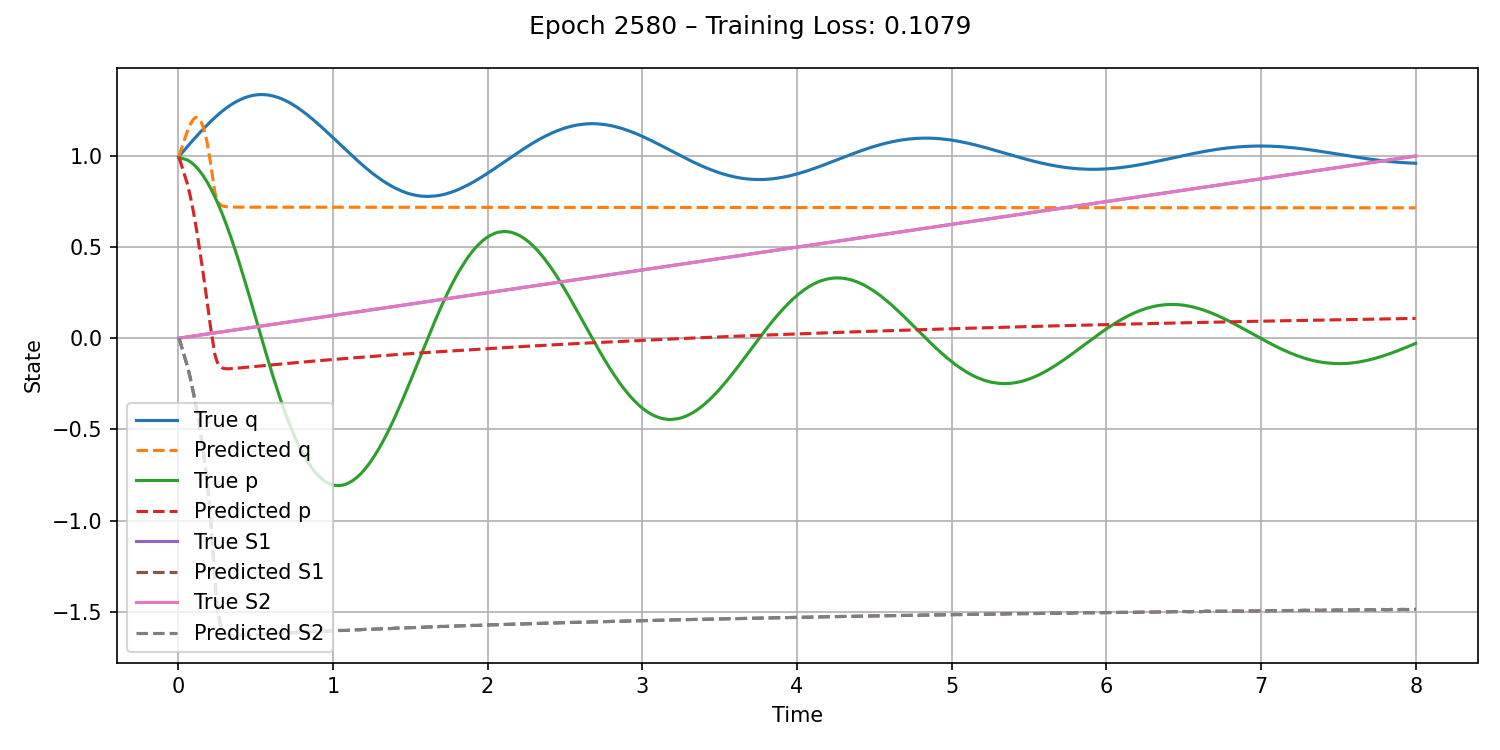 Epoch 2580 – Training Loss: 0.1079
State
1.0
0.5
0.0
−0.5
−1.0
−1.5
True q
Predicted q
True p
Predicted p
True S1
Predicted S1
True S2
Predicted S2
0 1 2 3 4 5 6 7 8
Time